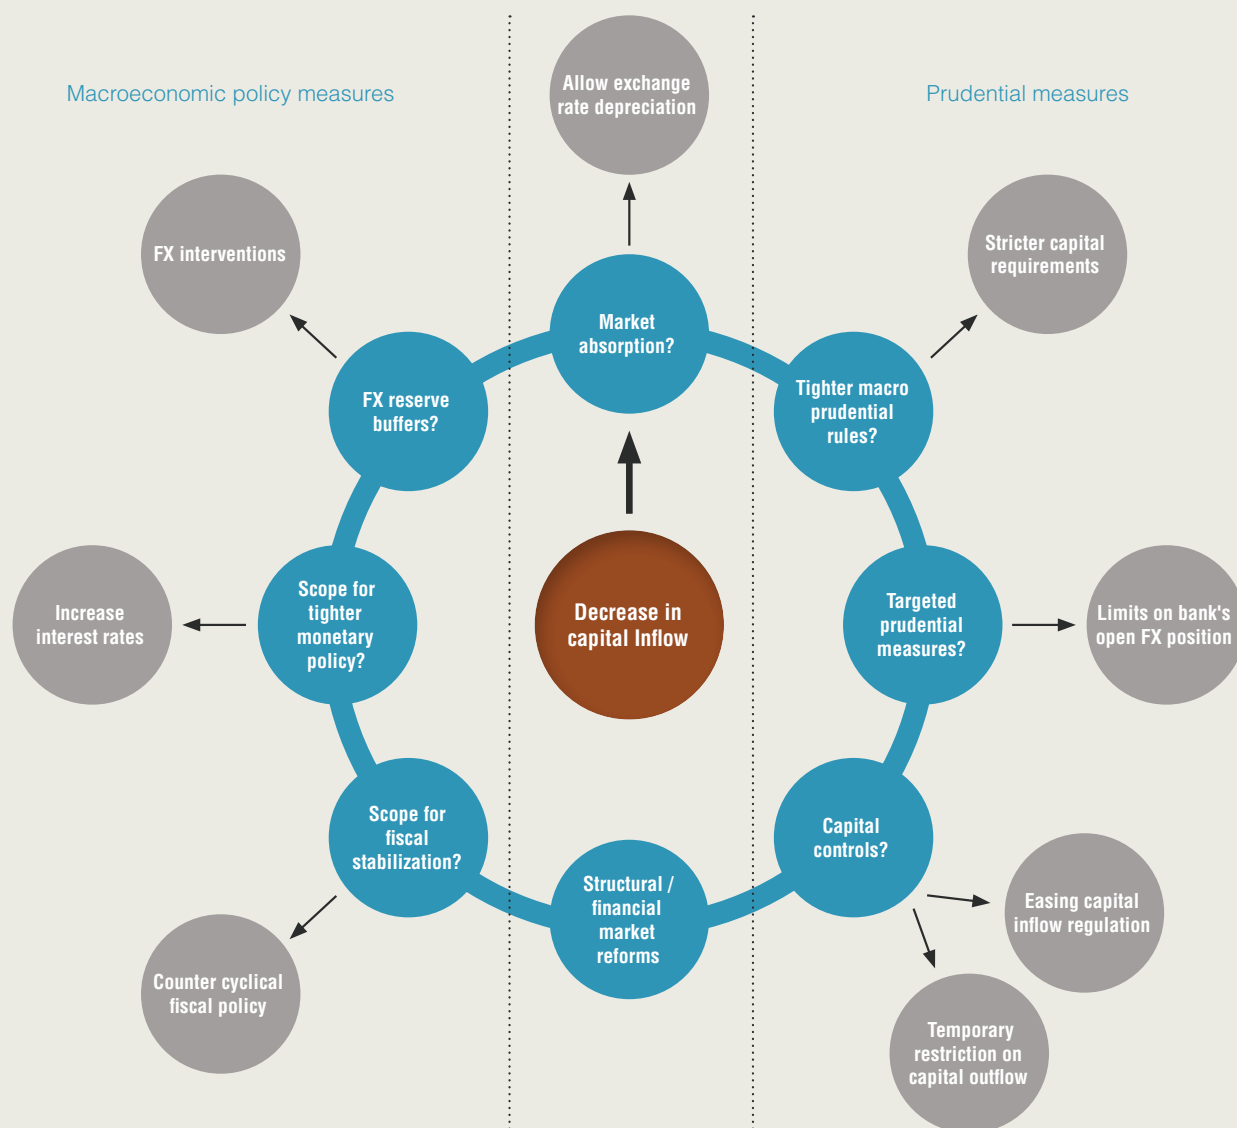 Macroeconomic policy measures
Allow exchange
rate depreciation
Prudential measures
FX interventions
Stricter capital
requirements
Market
absorption?
FX reserve
buffers?
Tighter macro
prudential
rules?
Increase
interest rates
Scope for
tighter
monetary
policy?
Decrease in
capital Inflow
Targeted
prudential
measures?
Limits on bank's
open FX position
Scope for
fiscal
stabilization?
Capital
controls?
Structural /
financial
market
reforms
Easing capital
inflow regulation
Counter cyclical
fiscal policy
Temporary
restriction on
capital outflow